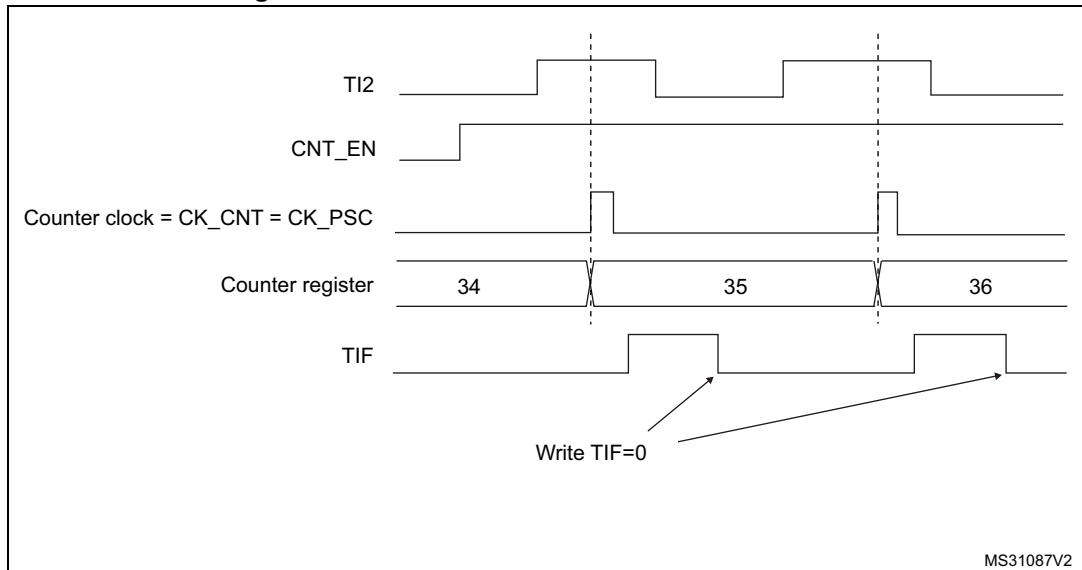 TI2
CNT_EN
Counter clock = CK_CNT = CK_PSC
Counter register 34 35 36
TIF
Write TIF=0
MS31087V2